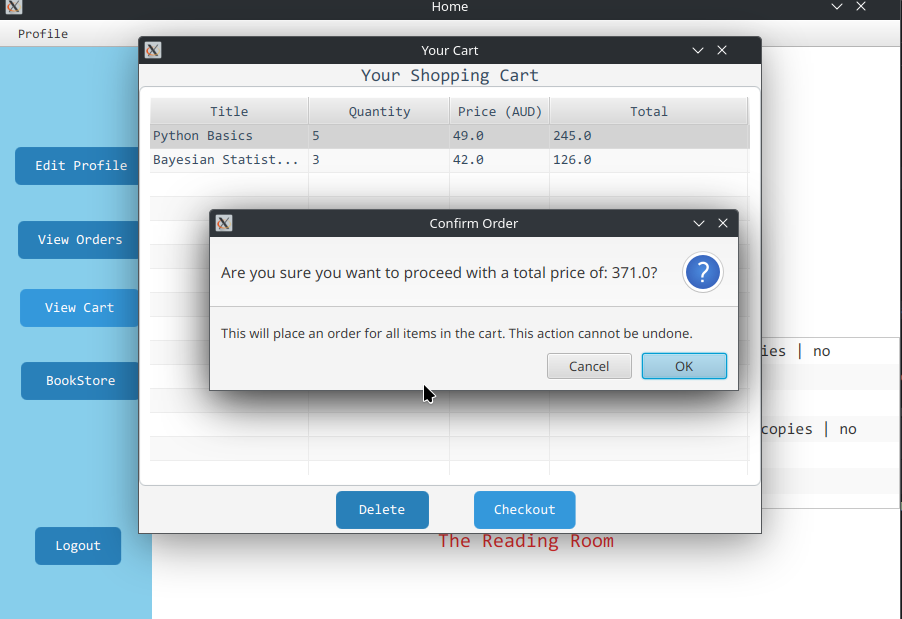 Home
Profile
Your Cart
Your Shopping Cart
Title Quantity Price (AUD) Total
Python Basics 5 49.0 245.0
Bayesian Statist... 3 42.0 126.0
Edit Profile
View Orders
View Cart
BookStore
Logout
Confirm Order
Are you sure you want to proceed with a total price of: 371.0?
?
This will place an order for all items in the cart. This action cannot be undone.
Cancel OK
ies | no
copies | no
Delete Checkout
The Reading Room